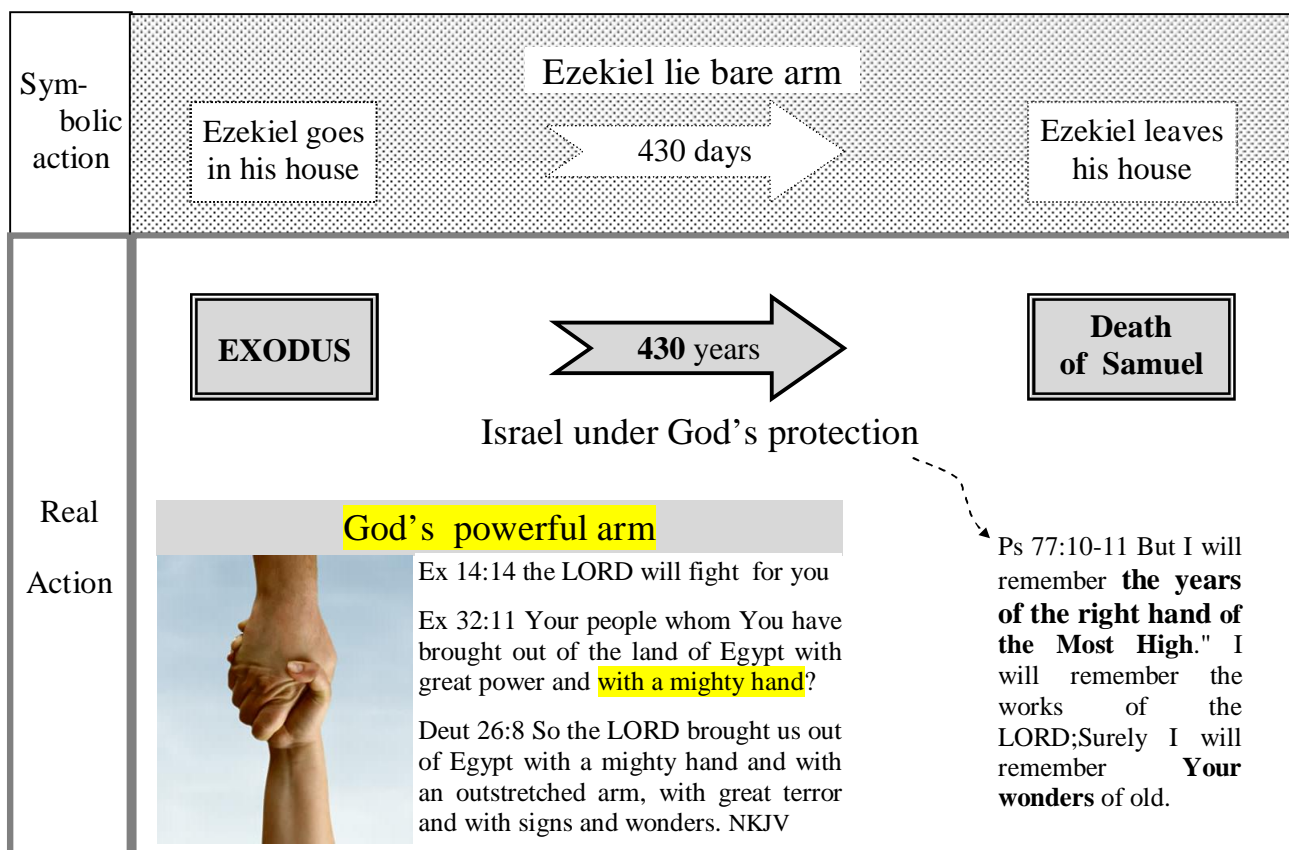 Sym-
bolic
action
Ezekiel lie bare arm
Ezekiel goes
in his house
430 days
Ezekiel leaves
his house
Real
Action
EXODUS
430 years
Death
of Samuel
Israel under God’s protection
God’s powerful arm
Ex 14:14 the LORD will fight for you
Ex 32:11 Your people whom You have
brought out of the land of Egypt with
great power and with a mighty hand?
Deut 26:8 So the LORD brought us out
of Egypt with a mighty hand and with
an outstretched arm, with great terror
and with signs and wonders. NKJV
Ps 77:10-11 But I will
remember the years
of the right hand of
the Most High." I
will remember the
works of the
LORD;Surely I will
remember Your
wonders of old.